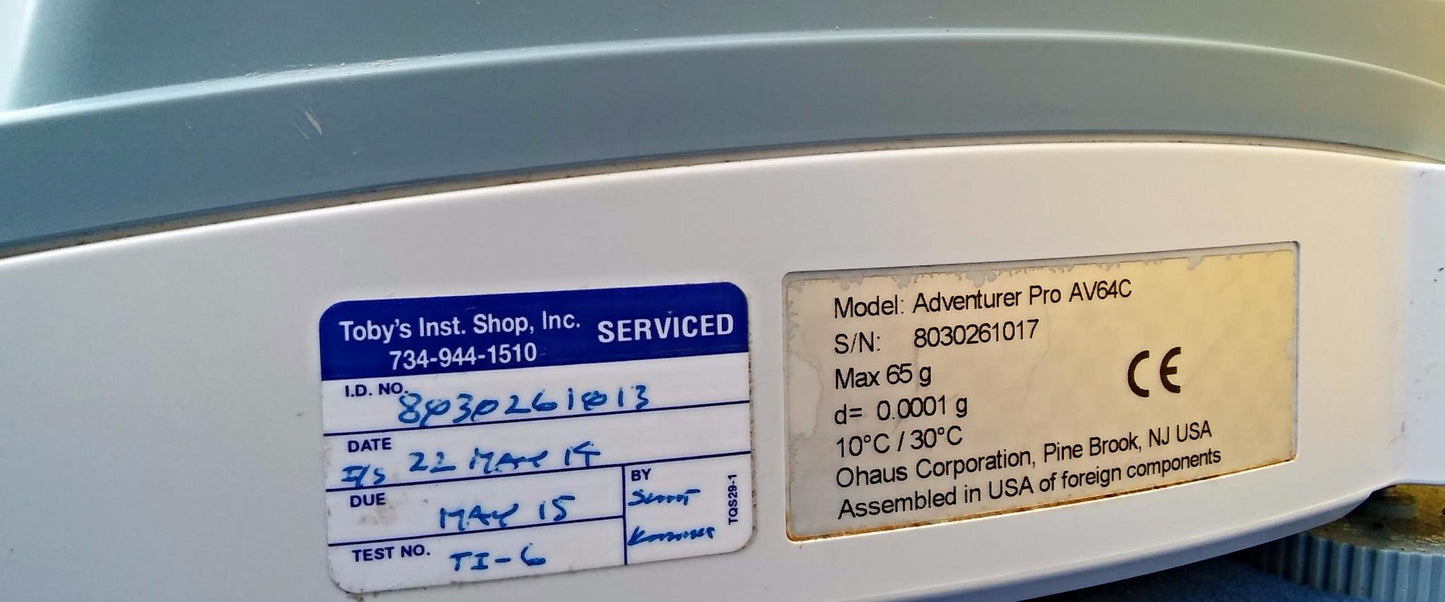 Toby's Inst. Shop, Inc. SERVICED
734-944-1510
I.D. NO. 8030261013
DATE I/S 22 MAY 14
DUE MAY 15
BY
TEST NO. TI-6
TQS29-1
Model: Adventurer Pro AV64C
S/N: 8030261017
Max 65 g
d= 0.0001 g
CE
10°C / 30°C
Ohaus Corporation, Pine Brook, NJ USA
Assembled in USA of foreign components